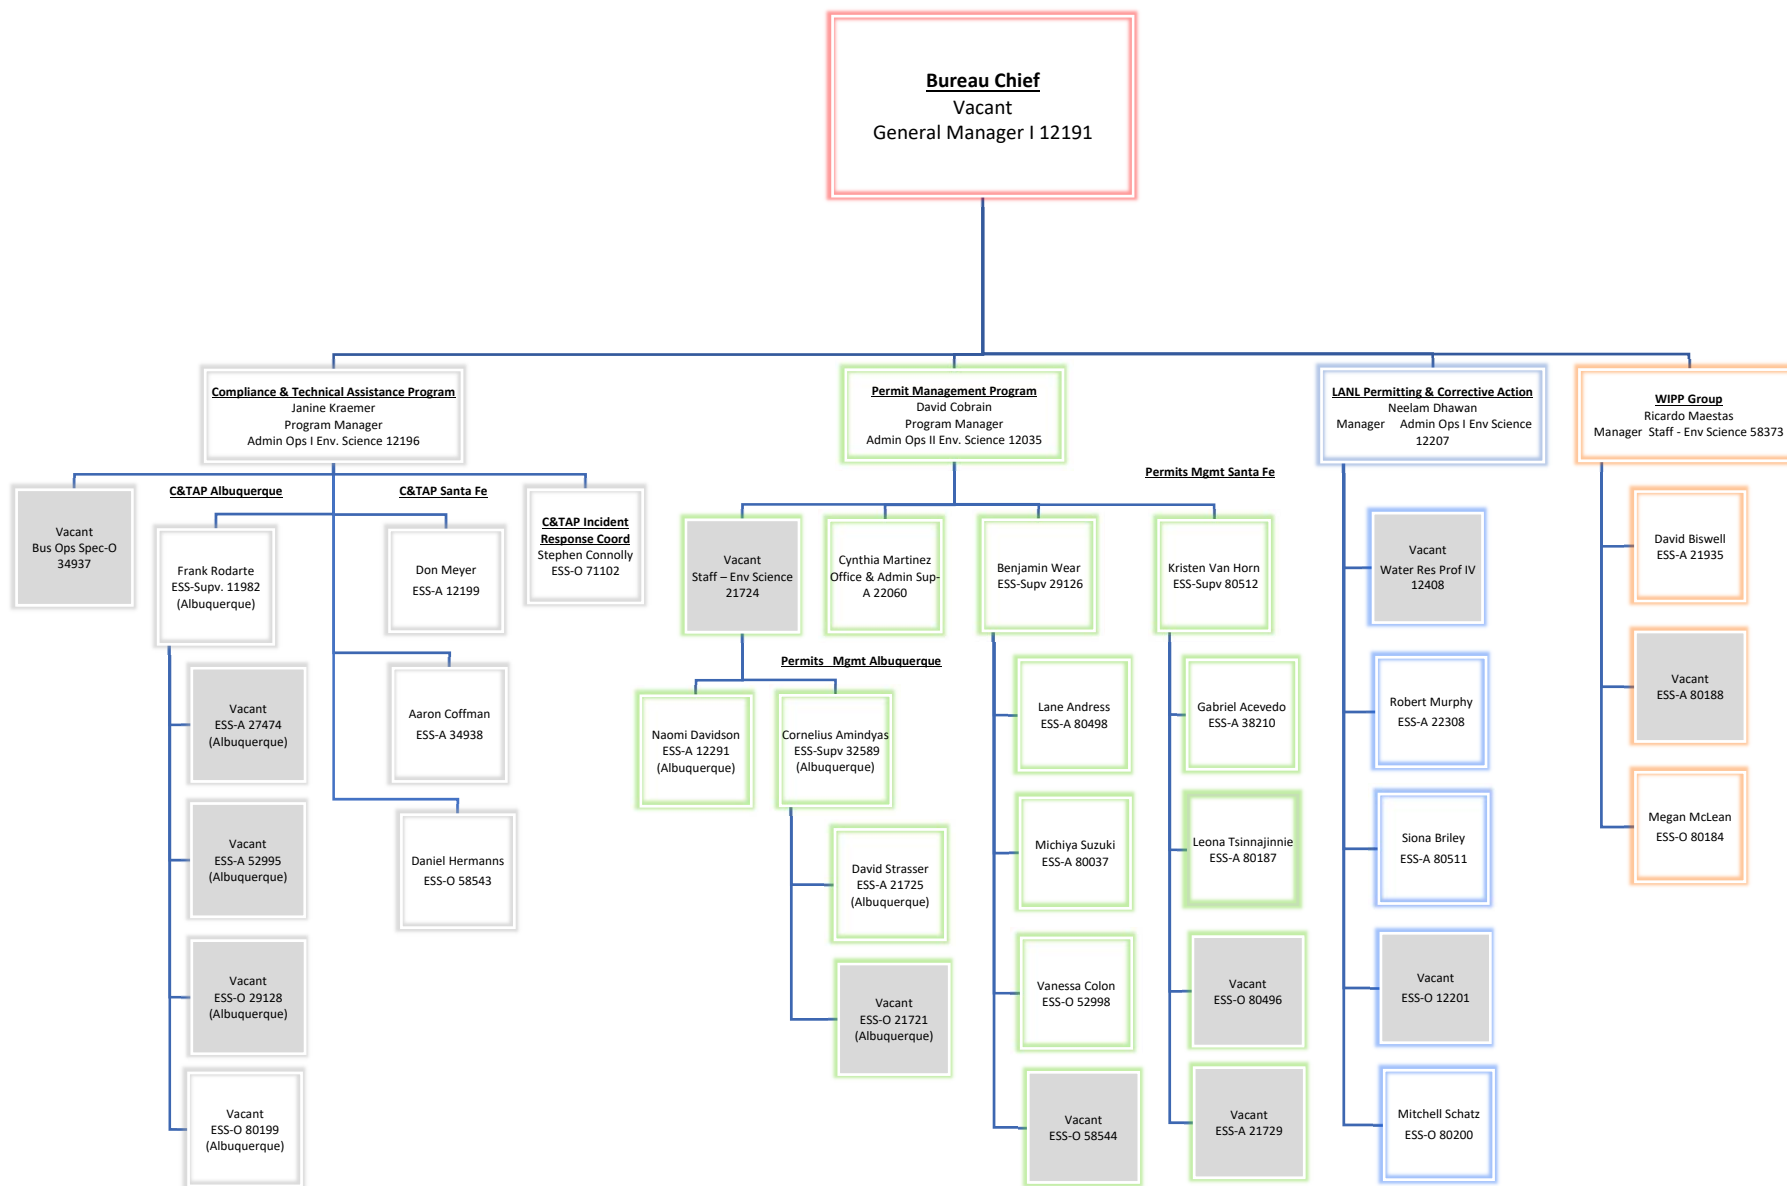 Bureau Chief
Vacant
General Manager I 12191
Compliance & Technical Assistance Program
Janine Kraemer
Program Manager
Admin Ops I Env. Science 12196
Permit Management Program
David Cobrain
Program Manager
Admin Ops II Env. Science 12035
LANL Permitting & Corrective Action
Neelam Dhawan
Manager Admin Ops I Env Science
12207
WIPP Group
Ricardo Maestas
Manager Staff - Env Science 58373
Vacant
Bus Ops Spec-O
34937
C&TAP Albuquerque
Frank Rodarte
ESS-Supv. 11982
(Albuquerque)
Vacant
ESS-A 27474
(Albuquerque)
Vacant
ESS-A 52995
(Albuquerque)
Vacant
ESS-O 29128
(Albuquerque)
Vacant
ESS-O 80199
(Albuquerque)
C&TAP Santa Fe
Don Meyer
ESS-A 12199
Aaron Coffman
ESS-A 34938
Daniel Hermanns
ESS-O 58543
C&TAP Incident
Response Coord
Stephen Connolly
ESS-O 71102
Permits Mgmt Santa Fe
Vacant
Staff – Env Science
21724
Permits Mgmt Albuquerque
Naomi Davidson
ESS-A 12291
(Albuquerque)
Cornelius Amindyas
ESS-Supv 32589
(Albuquerque)
David Strasser
ESS-A 21725
(Albuquerque)
Vacant
ESS-O 21721
(Albuquerque)
Cynthia Martinez
Office & Admin Sup-
A 22060
Benjamin Wear
ESS-Supv 29126
Lane Andress
ESS-A 80498
Michiya Suzuki
ESS-A 80037
Vanessa Colon
ESS-O 52998
Vacant
ESS-O 58544
Kristen Van Horn
ESS-Supv 80512
Gabriel Acevedo
ESS-A 38210
Leona Tsinnajinnie
ESS-A 80187
Vacant
ESS-O 80496
Vacant
ESS-A 21729
Vacant
Water Res Prof IV
12408
Robert Murphy
ESS-A 22308
Siona Briley
ESS-A 80511
Vacant
ESS-O 12201
Mitchell Schatz
ESS-O 80200
David Biswell
ESS-A 21935
Vacant
ESS-A 80188
Megan McLean
ESS-O 80184